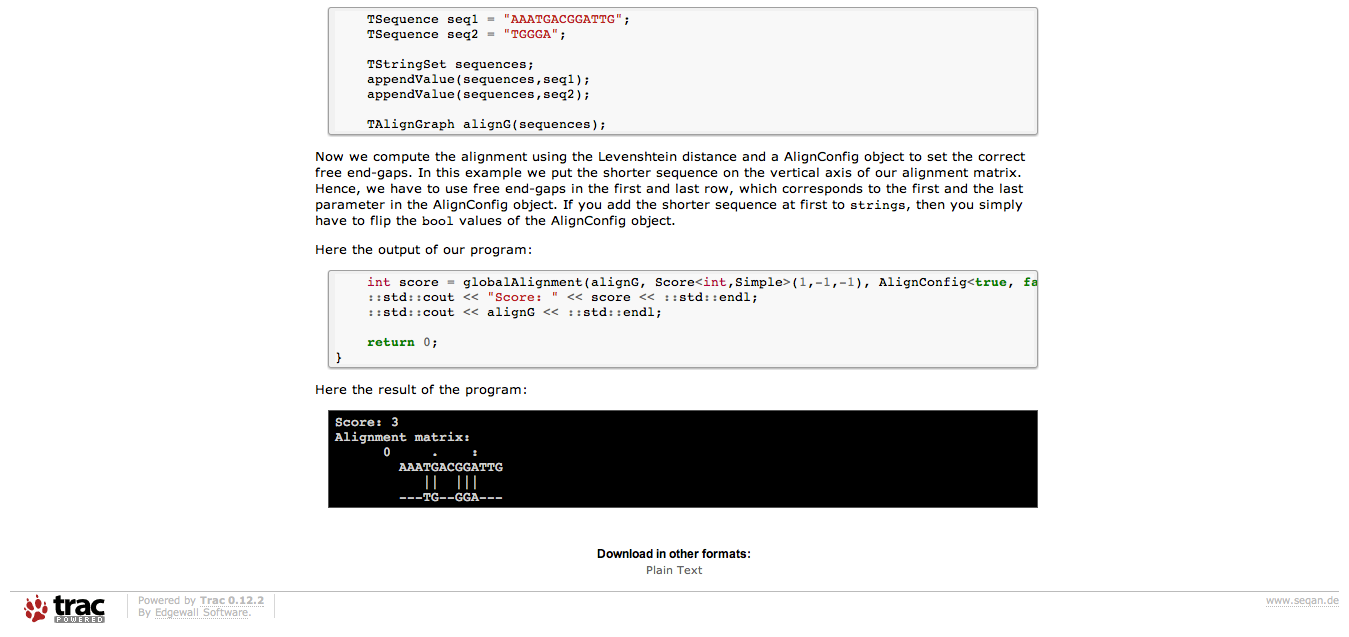 TSequence seq1 = "AAATGACGGATTG";
TSequence seq2 = "TGGGA";
TStringSet sequences;
appendValue(sequences,seq1);
appendValue(sequences,seq2);
TAlignGraph alignG(sequences);
Now we compute the alignment using the Levenshtein distance and a AlignConfig object to set the correct
free end-gaps. In this example we put the shorter sequence on the vertical axis of our alignment matrix.
Hence, we have to use free end-gaps in the first and last row, which corresponds to the first and the last
parameter in the AlignConfig object. If you add the shorter sequence at first to strings, then you simply
have to flip the bool values of the AlignConfig object.
Here the output of our program:
int score = globalAlignment(alignG, Score<int,Simple>(1,-1,-1), AlignConfig<true, fa
::std::cout << "Score: " << score << ::std::endl;
::std::cout << alignG << ::std::endl;
return 0;
}
Here the result of the program:
Score: 3
Alignment matrix:
0     .    :
AAATGACGGATTG
||  |||
---TG--GGA---
Download in other formats:
Plain Text
trac POWERED
Powered by Trac 0.12.2
By Edgewall Software.
www.seqan.de